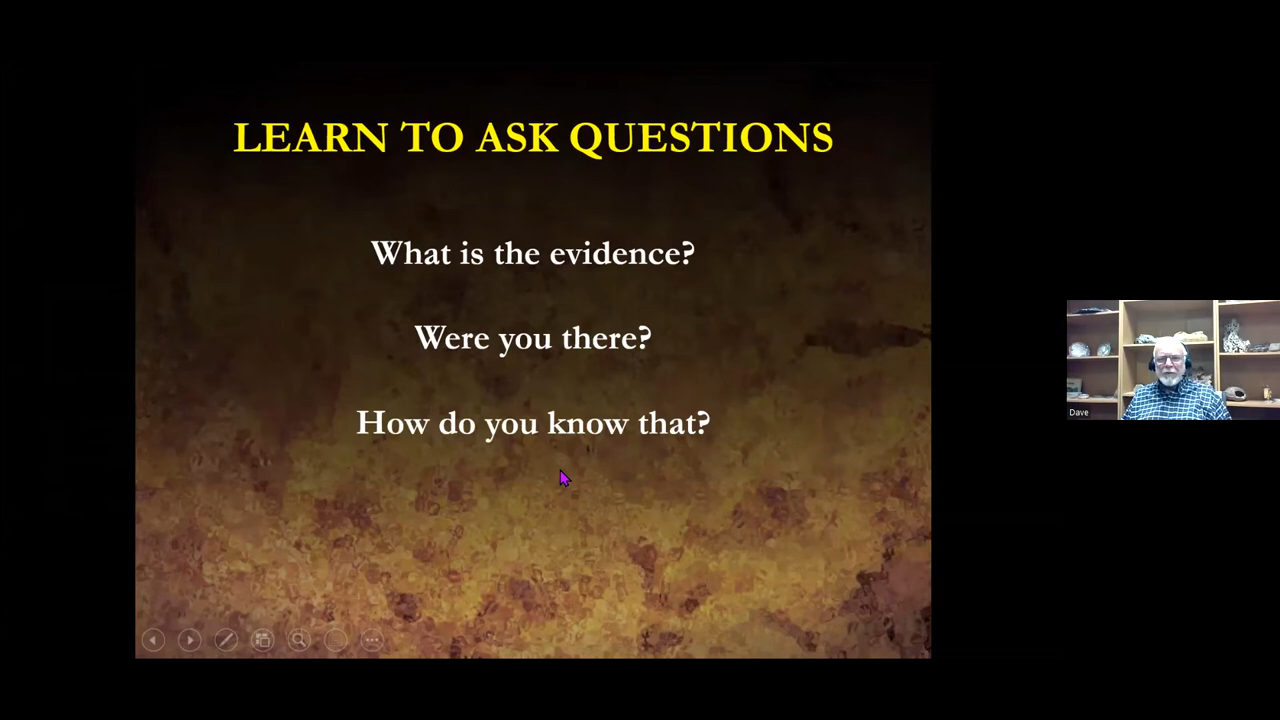 LEARN TO ASK QUESTIONS
What is the evidence?
Were you there?
How do you know that?
Dave